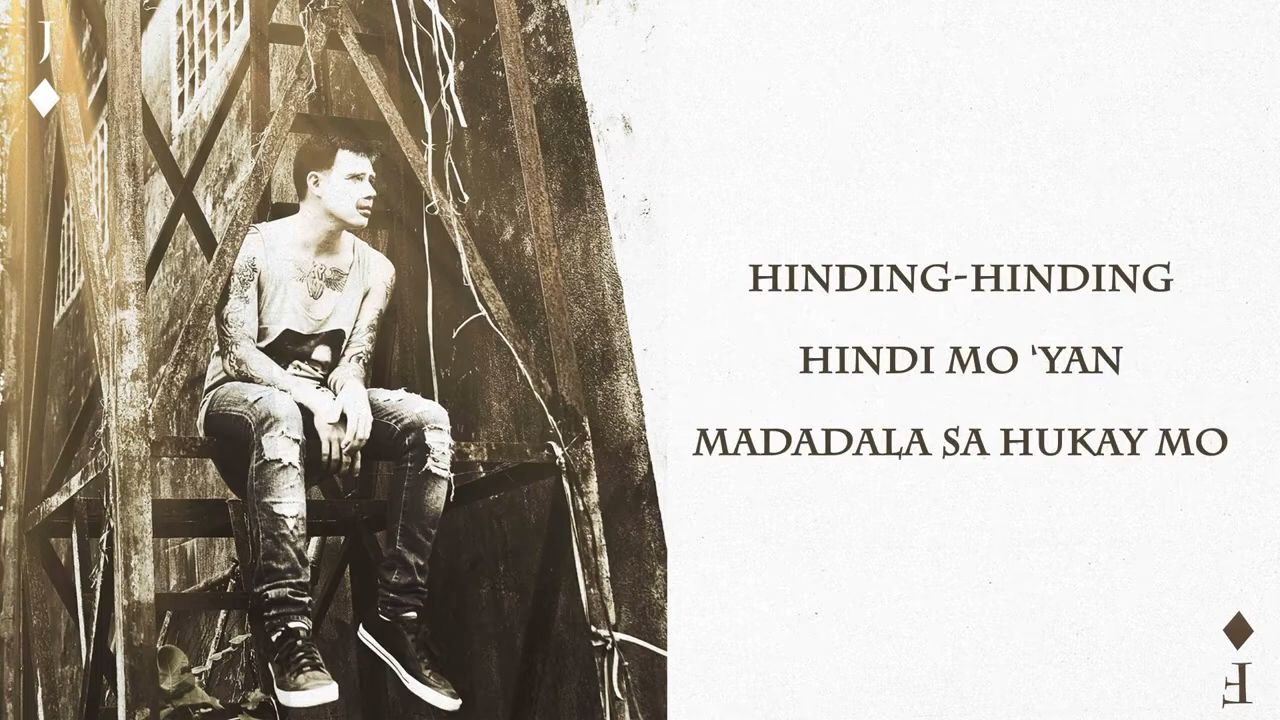 J
HINDING-HINDING
HINDI MO 'YAN
MADADALA SA HUKAY MO
F